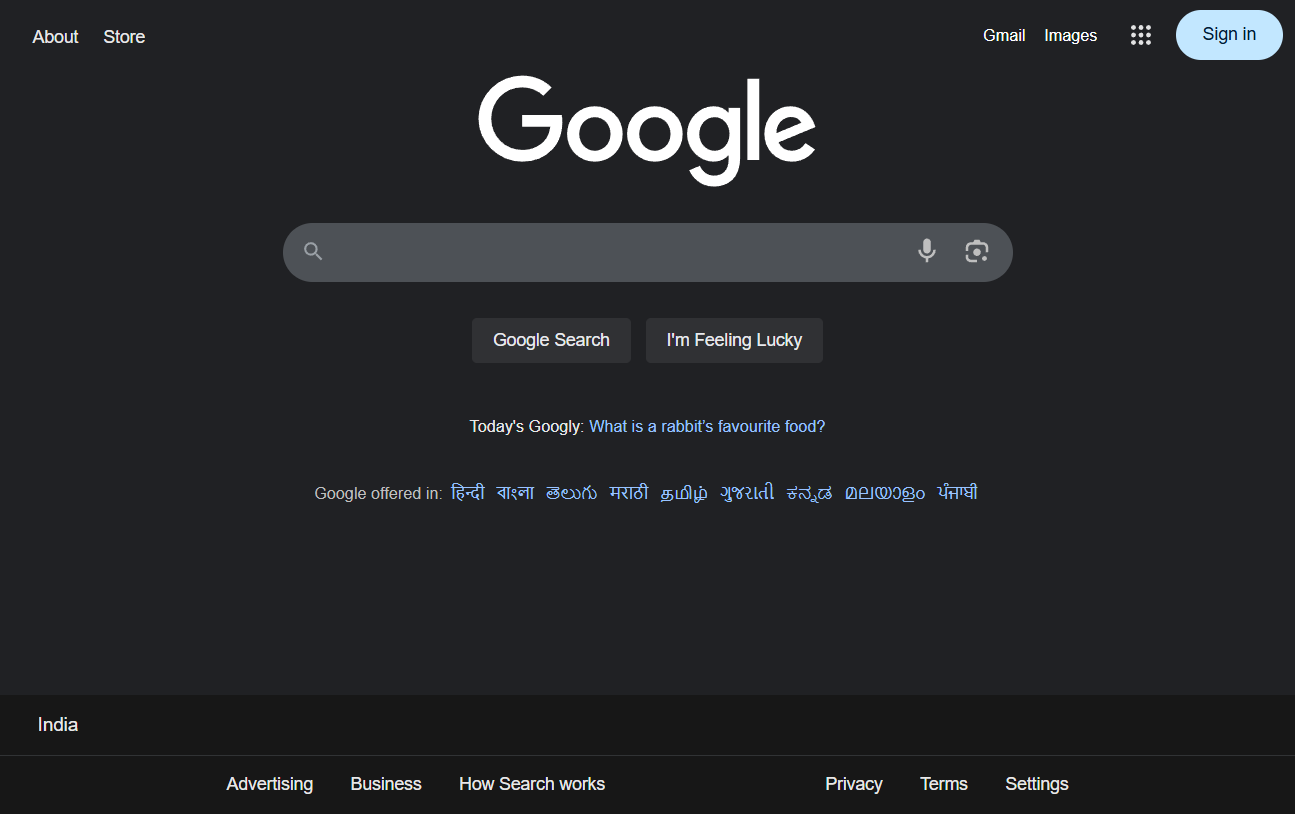 About Store Gmail Images Sign in
Google
Google Search I'm Feeling Lucky
Today's Googly: What is a rabbit's favourite food?
Google offered in: हिन्दी বাংলা తెలుగు मराठी தமிழ் ગુજરાતી ಕನ್ನಡ മലയാളം ਪੰਜਾਬੀ
India
Advertising Business How Search works Privacy Terms Settings